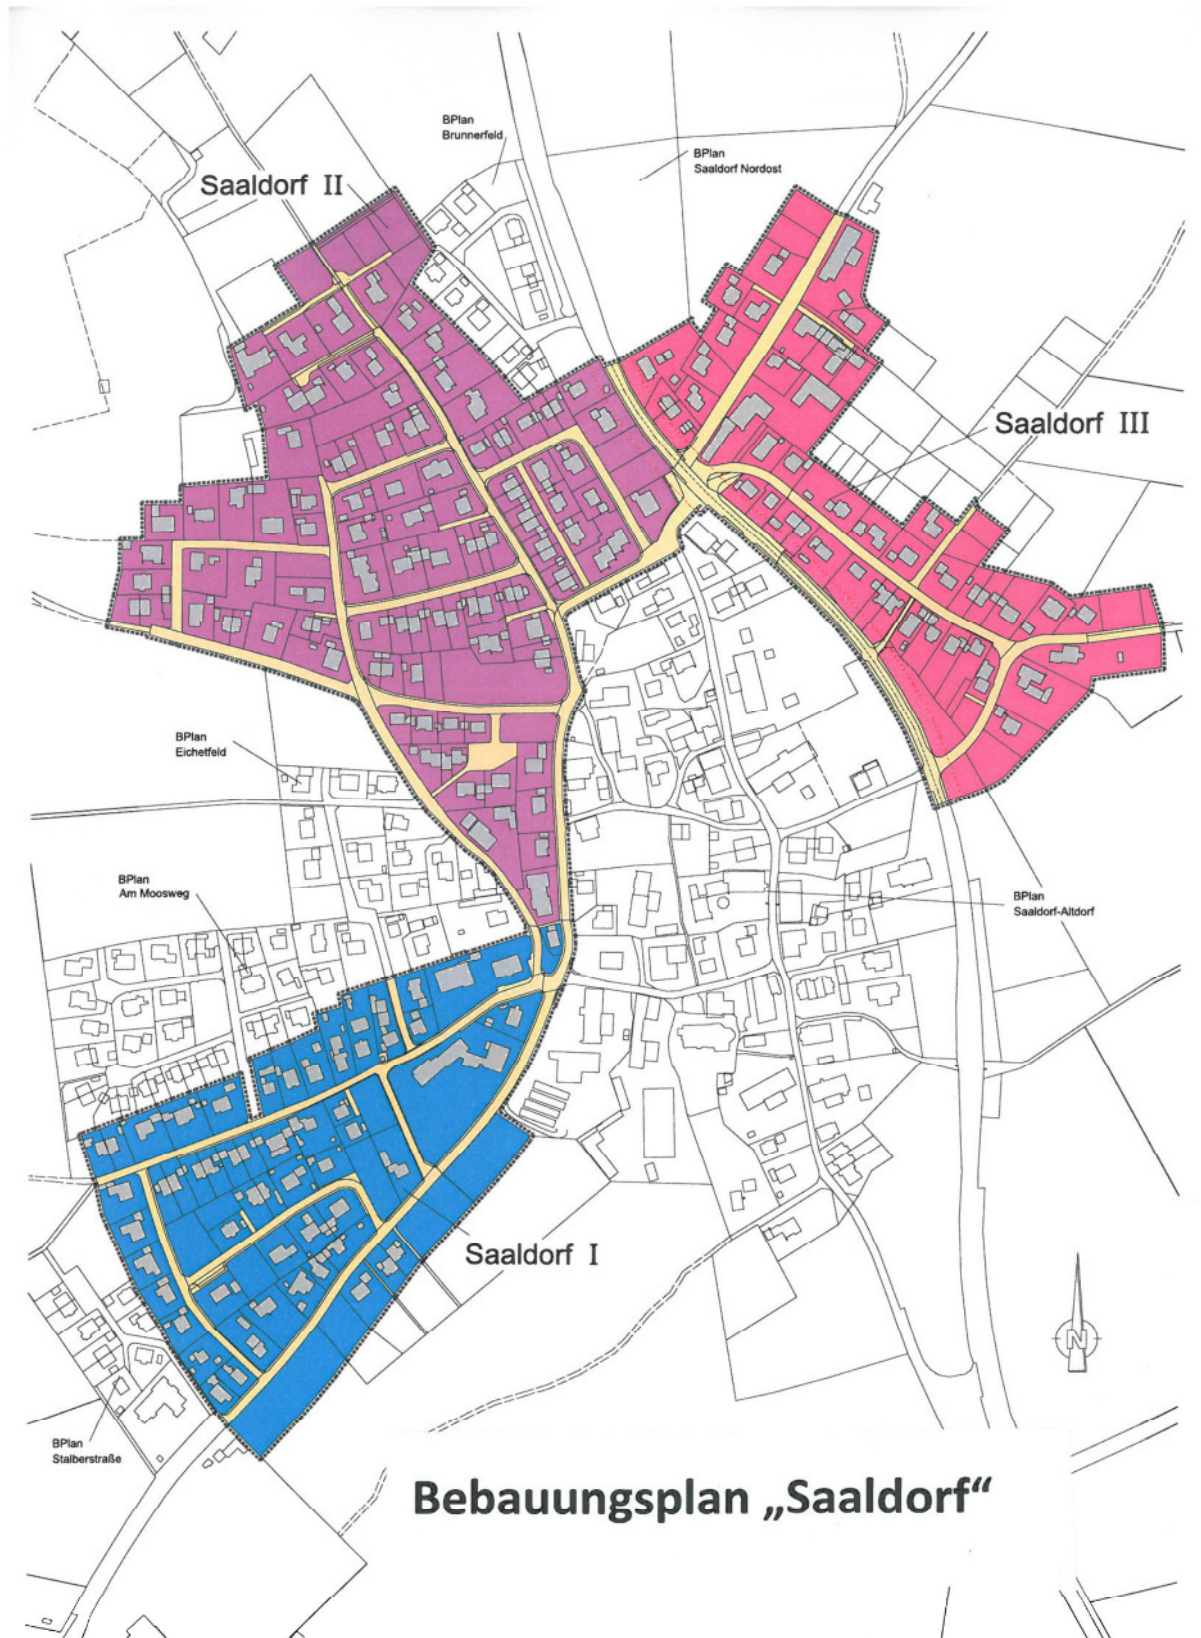 BPlan
Brunnerfeld
BPlan
Saaldorf Nordost
Saaldorf II
Saaldorf III
BPlan
Eichetfeld
BPlan
Am Moosweg
BPlan
Saaldorf-Altdorf
Saaldorf I
N
BPlan
Stalberstraße
Bebauungsplan „Saaldorf“